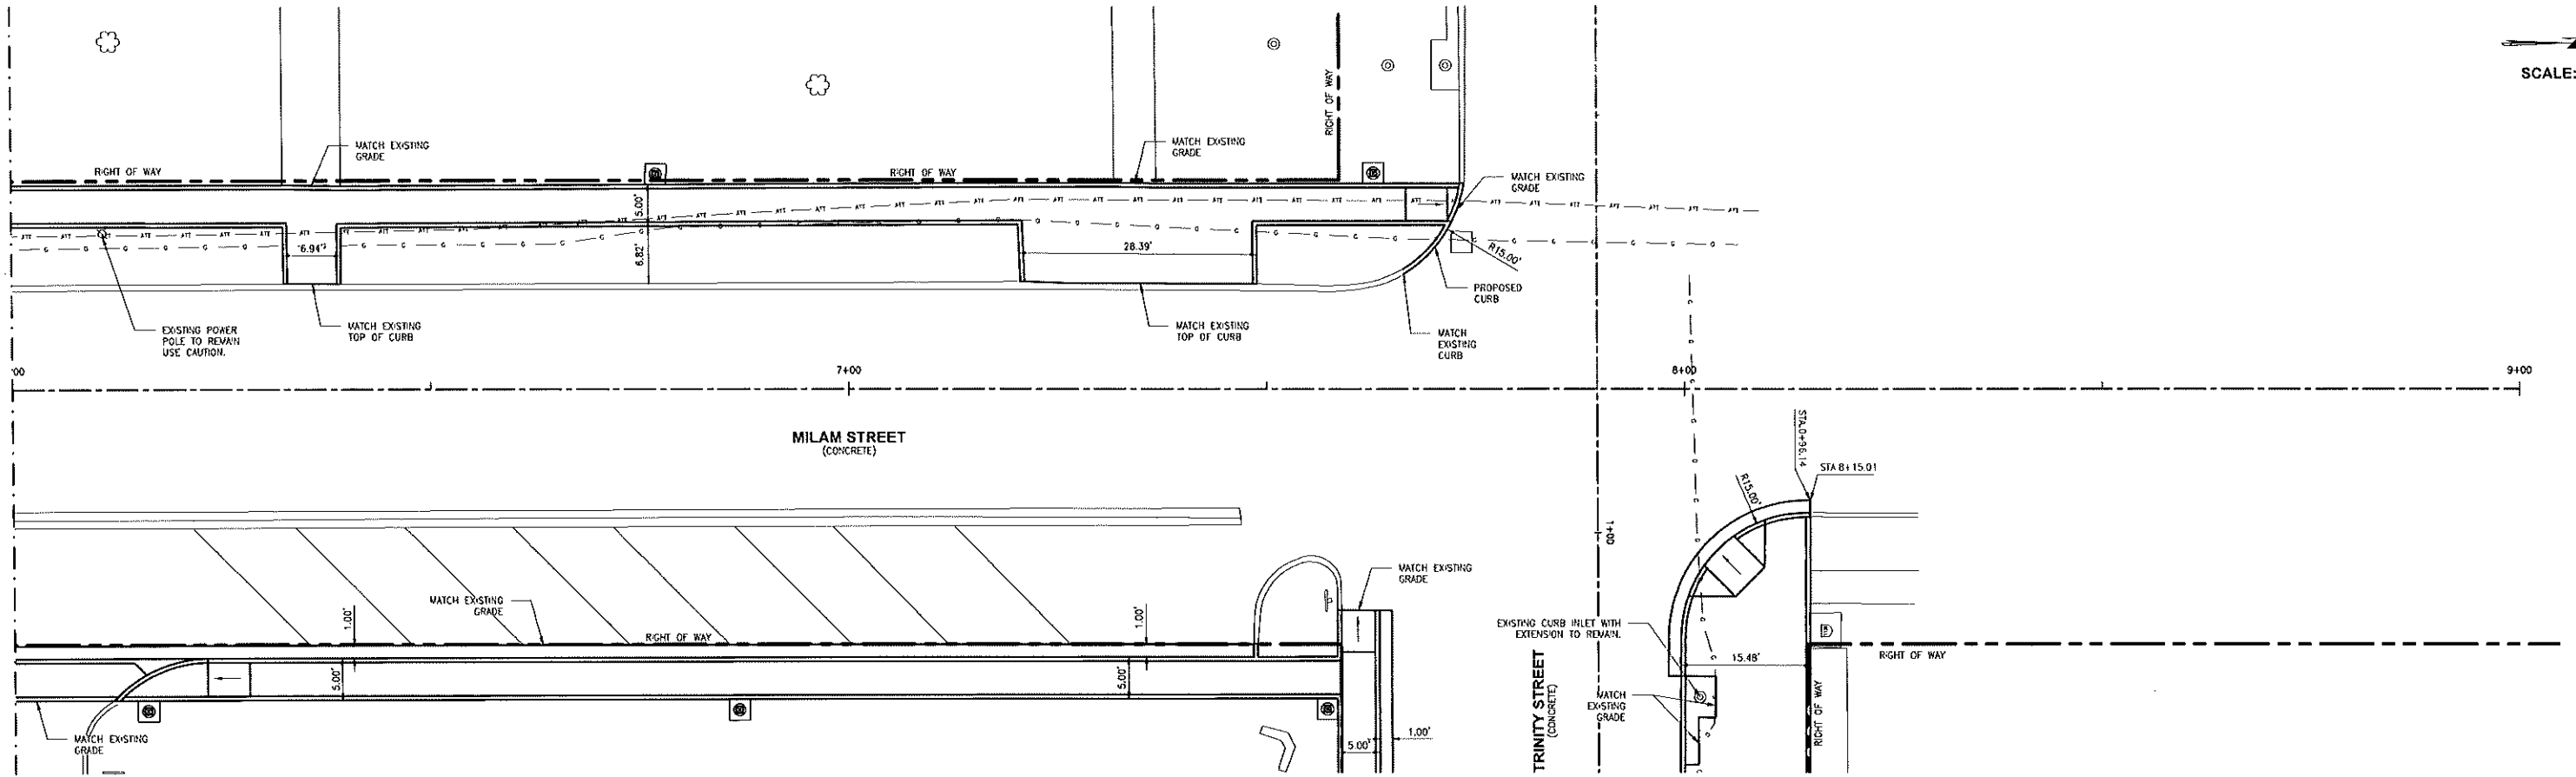 SCALE:
MATCH EXISTING
GRADE
RIGHT OF WAY
MATCH EXISTING
GRADE
RIGHT OF WAY
RIGHT OF WAY
MATCH EXISTING
GRADE
5.00'
6.82'
6.94'
28.39'
R15.00'
EXISTING POWER
POLE TO REMAIN
USE CAUTION.
MATCH EXISTING
TOP OF CURB
MATCH EXISTING
TOP OF CURB
PROPOSED
CURB
MATCH
EXISTING
CURB
00
7+00
8+00
9+00
MILAM STREET
(CONCRETE)
STA.0+96.14
STA 8+15.01
R15.00'
1+00
MATCH EXISTING
GRADE
MATCH EXISTING
GRADE
1.00'
1.00'
RIGHT OF WAY
5.00'
5.00'
EXISTING CURB INLET WITH
EXTENSION TO REMAIN.
15.48'
RIGHT OF WAY
MATCH
EXISTING
GRADE
RIGHT OF WAY
TRINITY STREET
(CONCRETE)
MATCH EXISTING
GRADE
5.00'
1.00'